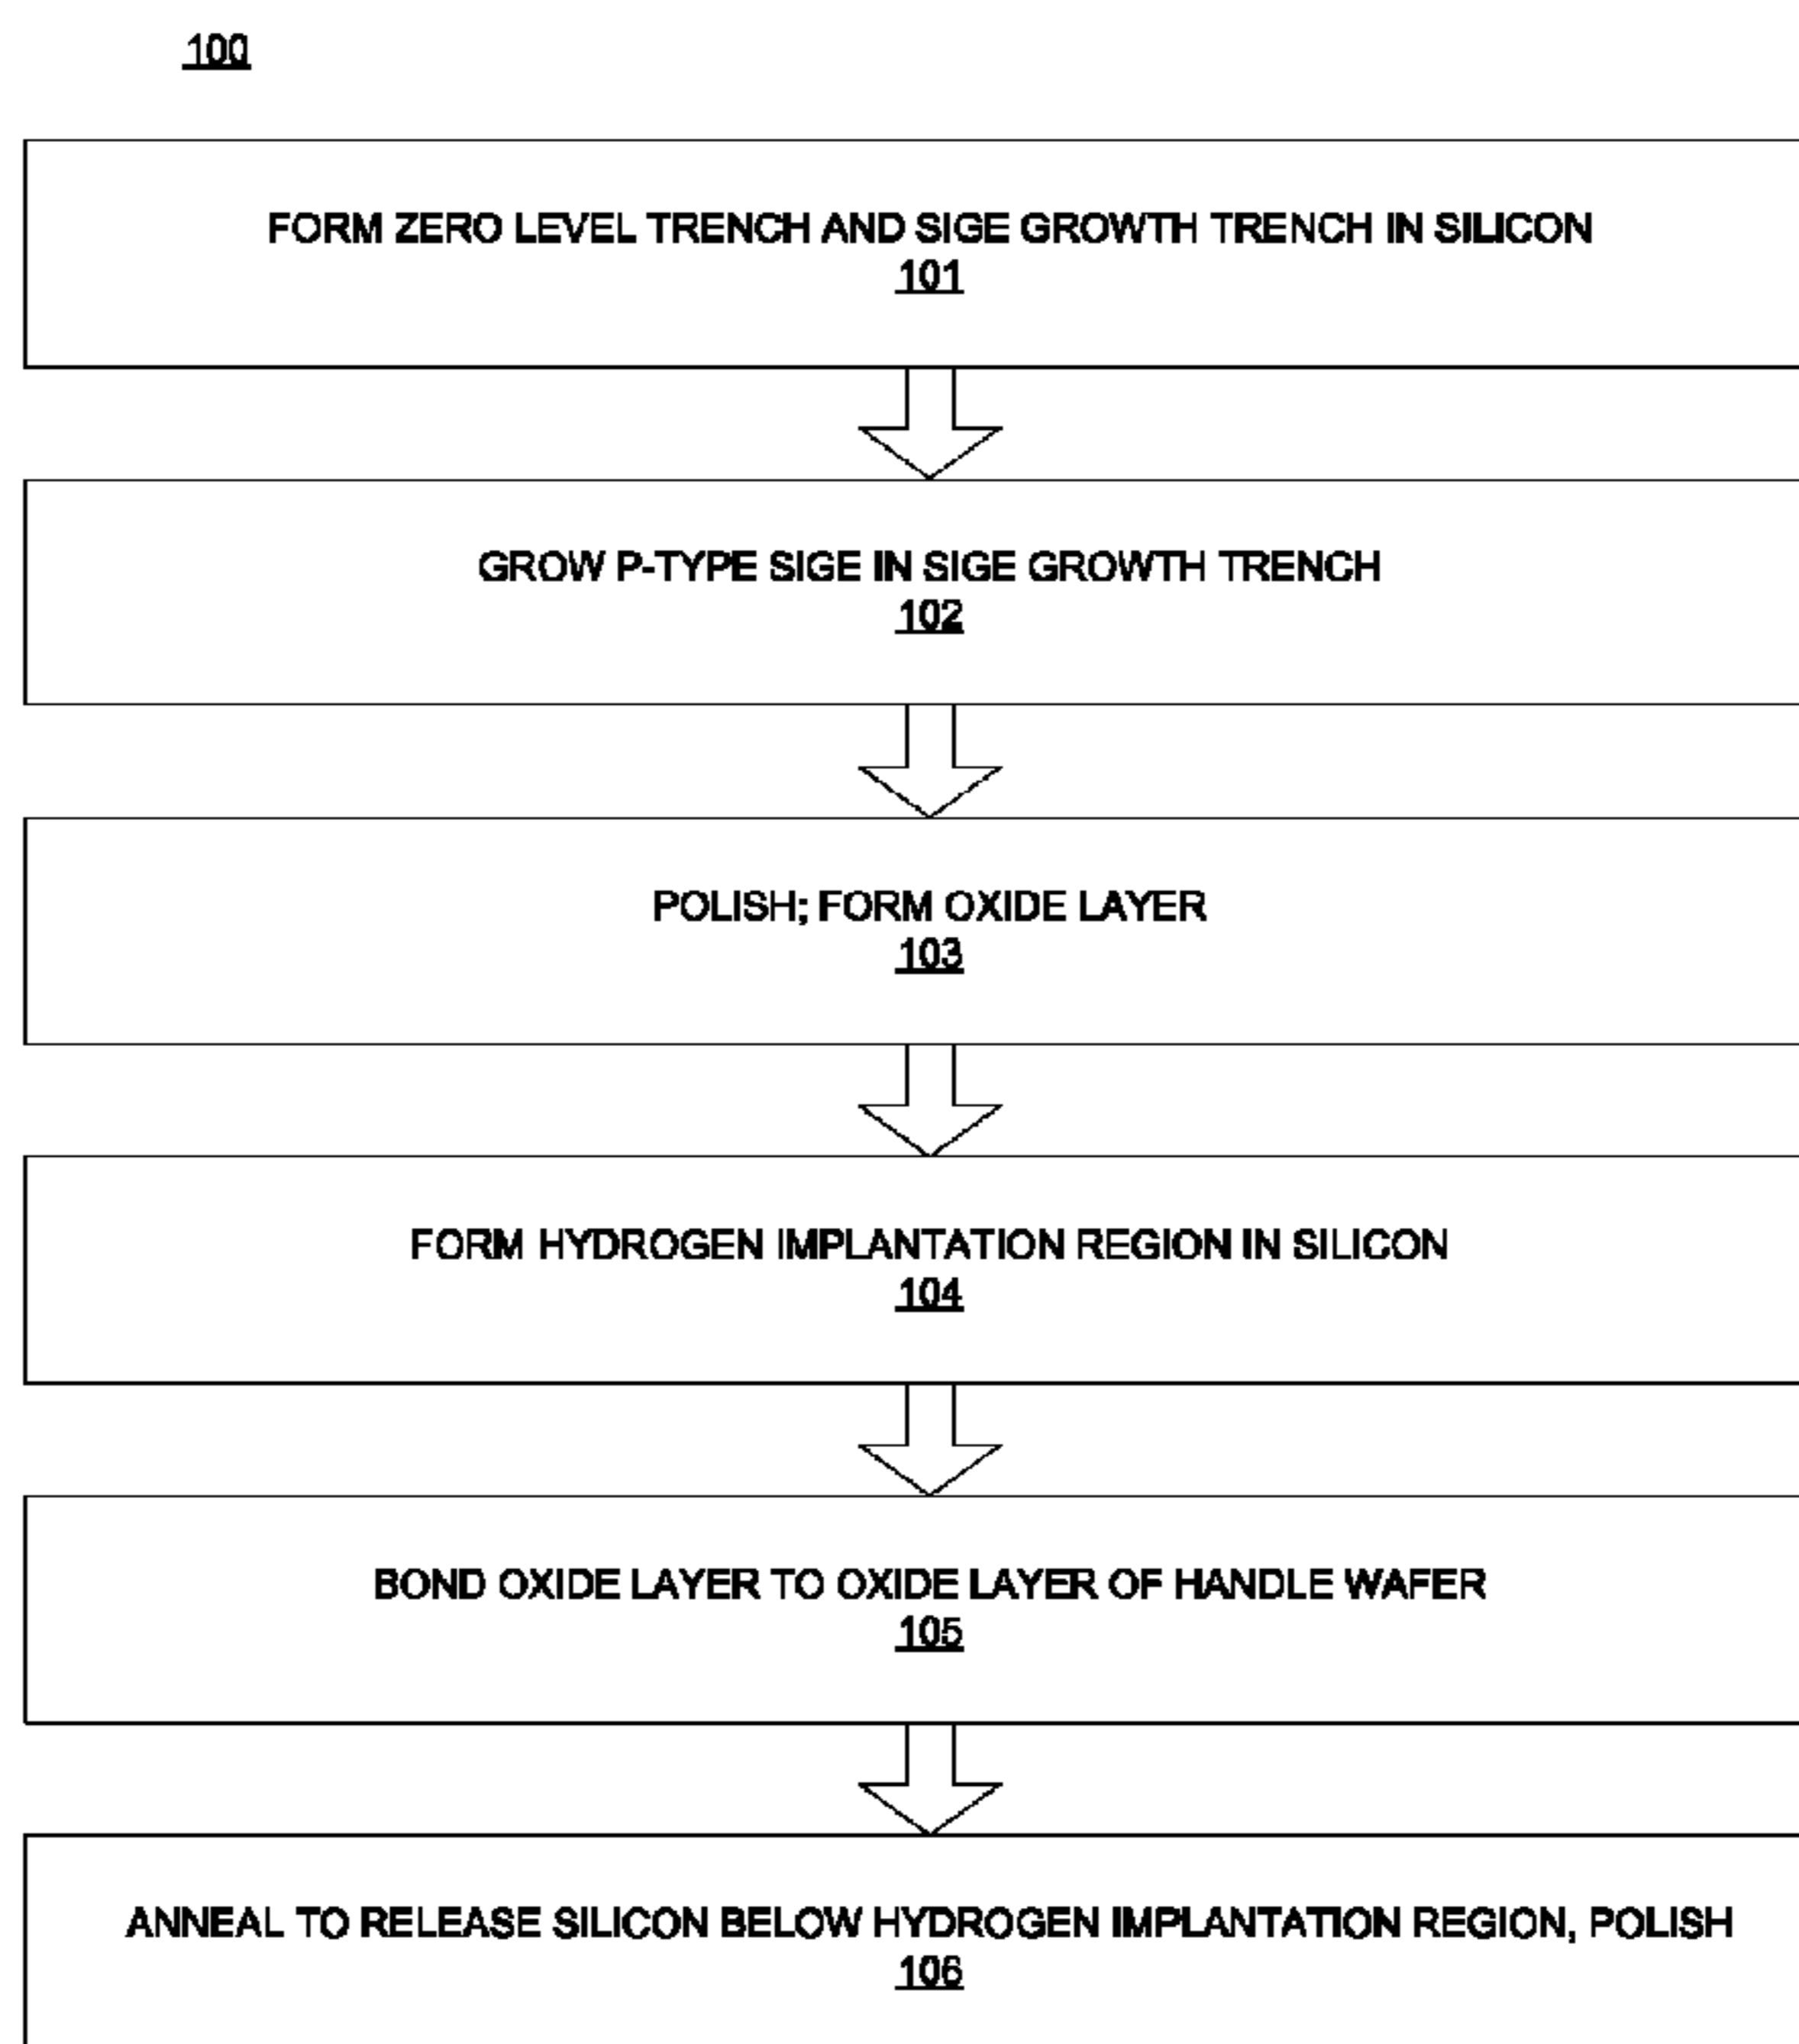 100
FORM ZERO LEVEL TRENCH AND SIGE GROWTH TRENCH IN SILICON
101
GROW P-TYPE SIGE IN SIGE GROWTH TRENCH
102
POLISH; FORM OXIDE LAYER
103
FORM HYDROGEN IMPLANTATION REGION IN SILICON
104
BOND OXIDE LAYER TO OXIDE LAYER OF HANDLE WAFER
105
ANNEAL TO RELEASE SILICON BELOW HYDROGEN IMPLANTATION REGION, POLISH
106